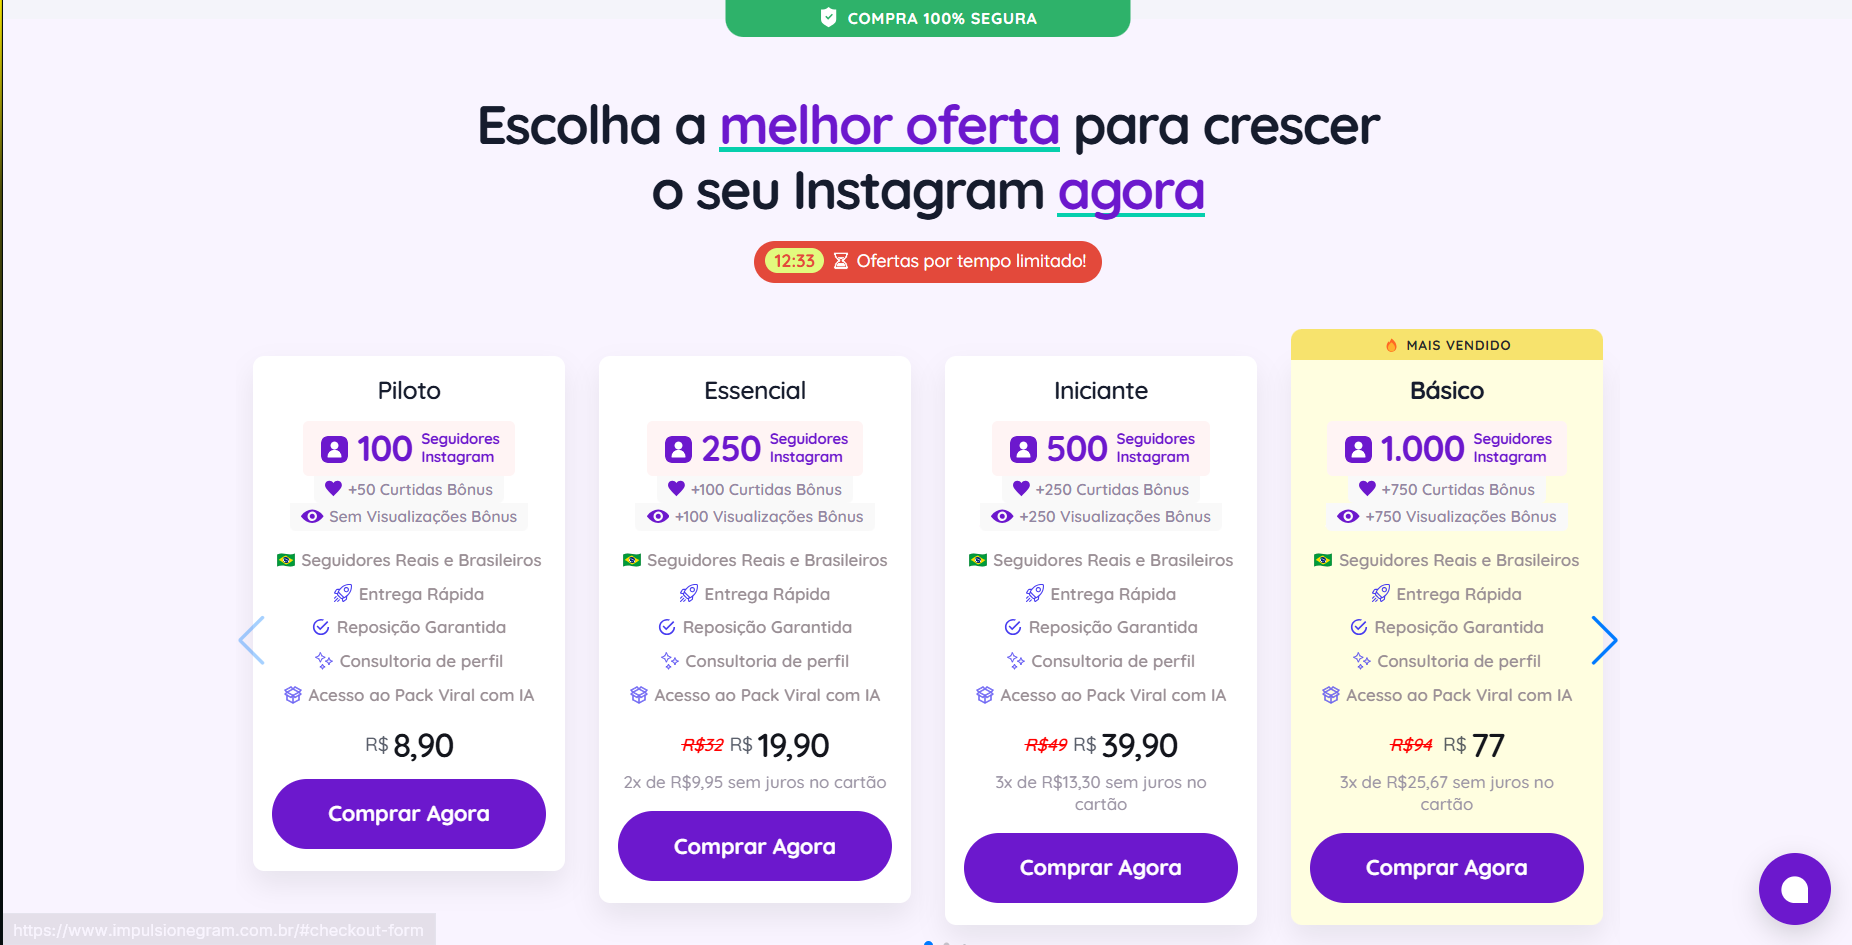 COMPRA 100% SEGURA
Escolha a melhor oferta para crescer
o seu Instagram agora
12:33 Ofertas por tempo limitado!
Piloto
100 Seguidores
Instagram
+50 Curtidas Bônus
Sem Visualizações Bônus
Seguidores Reais e Brasileiros
Entrega Rápida
Reposição Garantida
Consultoria de perfil
Acesso ao Pack Viral com IA
R$ 8,90
Comprar Agora
Essencial
250 Seguidores
Instagram
+100 Curtidas Bônus
+100 Visualizações Bônus
Seguidores Reais e Brasileiros
Entrega Rápida
Reposição Garantida
Consultoria de perfil
Acesso ao Pack Viral com IA
R$32 R$ 19,90
2x de R$9,95 sem juros no cartão
Comprar Agora
Iniciante
500 Seguidores
Instagram
+250 Curtidas Bônus
+250 Visualizações Bônus
Seguidores Reais e Brasileiros
Entrega Rápida
Reposição Garantida
Consultoria de perfil
Acesso ao Pack Viral com IA
R$49 R$ 39,90
3x de R$13,30 sem juros no
cartão
Comprar Agora
MAIS VENDIDO
Básico
1.000 Seguidores
Instagram
+750 Curtidas Bônus
+750 Visualizações Bônus
Seguidores Reais e Brasileiros
Entrega Rápida
Reposição Garantida
Consultoria de perfil
Acesso ao Pack Viral com IA
R$94 R$ 77
3x de R$25,67 sem juros no
cartão
Comprar Agora
https://www.impulsionegram.com.br/#checkout-form